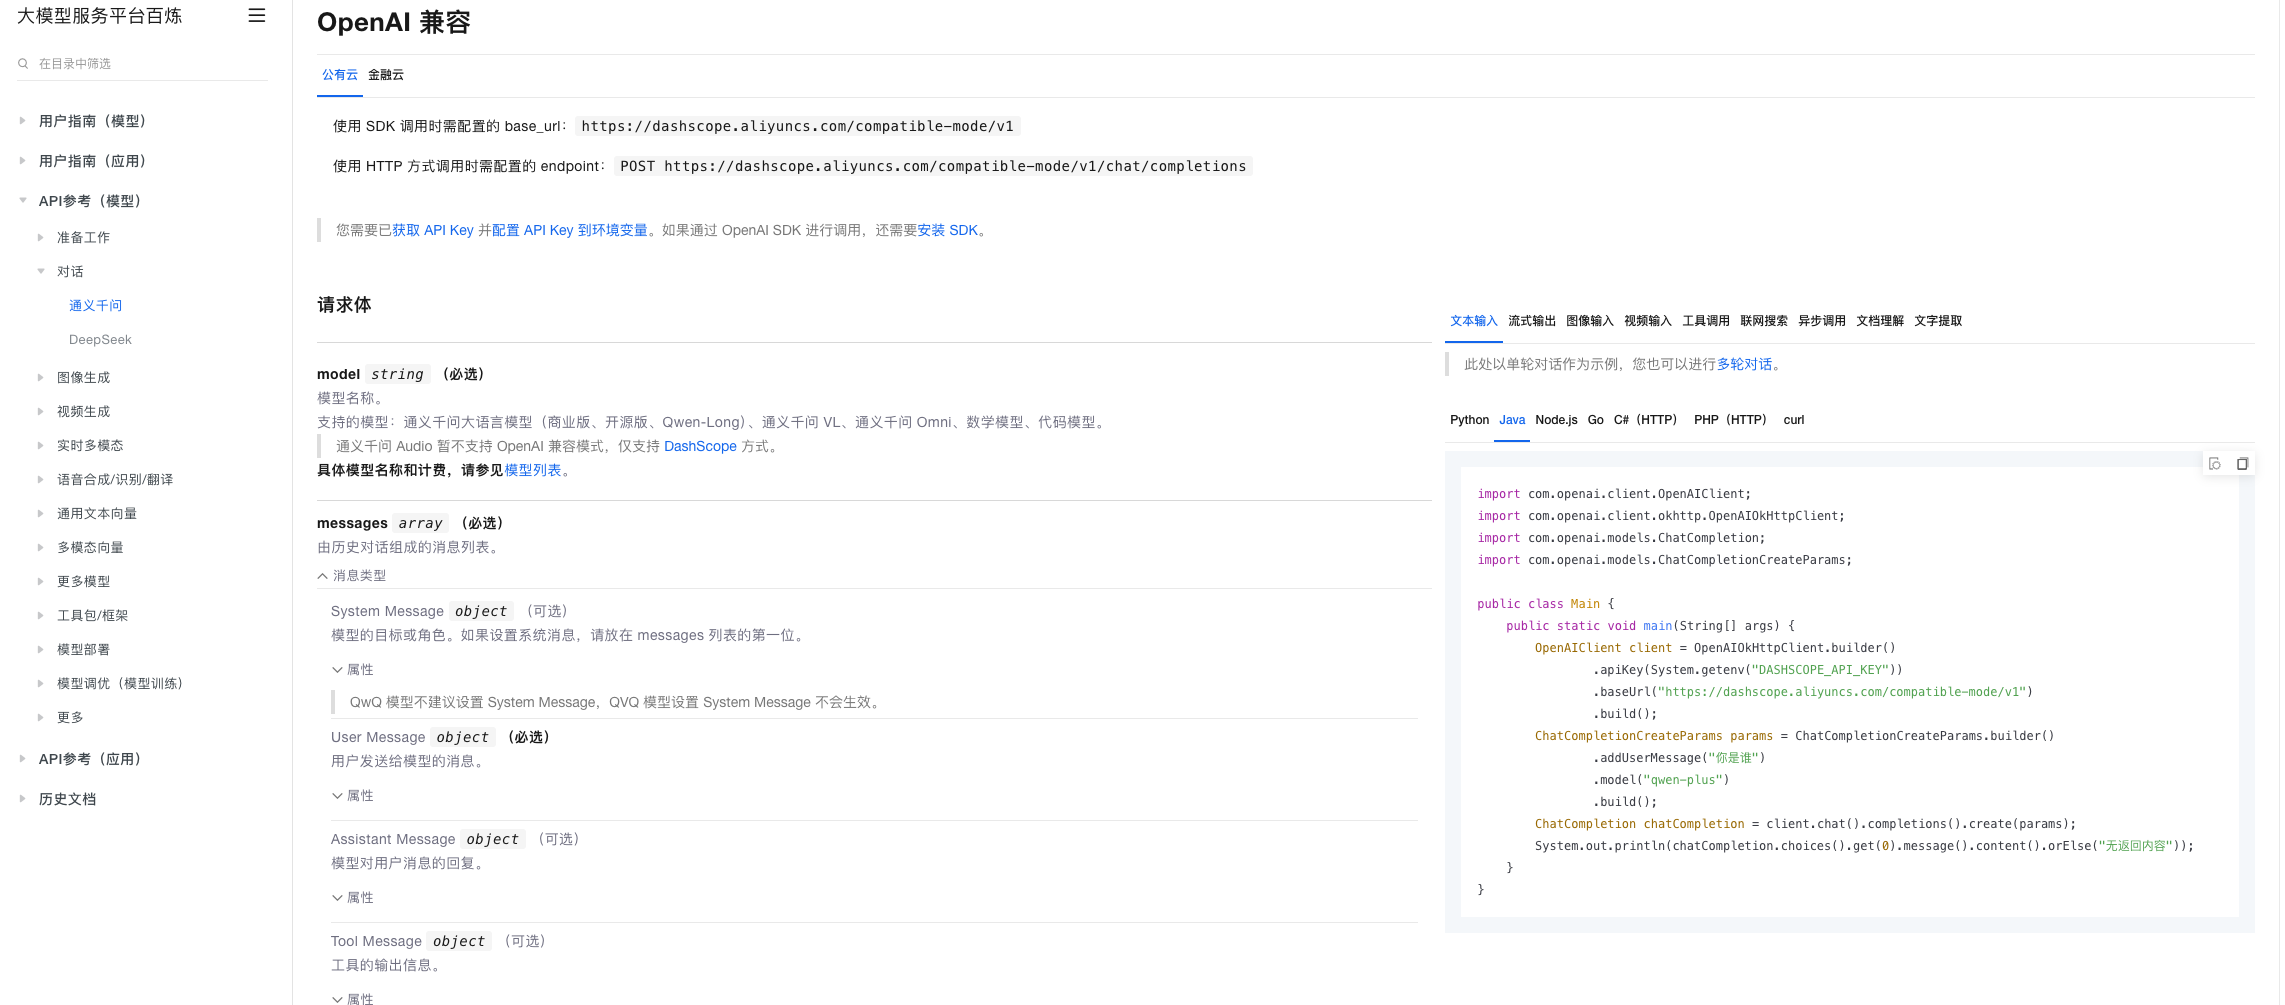 大模型服务平台百炼
在目录中筛选
用户指南（模型）
用户指南（应用）
API参考（模型）
准备工作
对话
通义千问
DeepSeek
图像生成
视频生成
实时多模态
语音合成/识别/翻译
通用文本向量
多模态向量
更多模型
工具包/框架
模型部署
模型调优（模型训练）
更多
API参考（应用）
历史文档
OpenAI 兼容
公有云 金融云
使用 SDK 调用时需配置的 base_url： https://dashscope.aliyuncs.com/compatible-mode/v1
使用 HTTP 方式调用时需配置的 endpoint： POST https://dashscope.aliyuncs.com/compatible-mode/v1/chat/completions
您需要已获取 API Key 并配置 API Key 到环境变量。如果通过 OpenAI SDK 进行调用，还需要安装 SDK。
请求体
model string （必选）
模型名称。
支持的模型：通义千问大语言模型（商业版、开源版、Qwen-Long）、通义千问 VL、通义千问 Omni、数学模型、代码模型。
通义千问 Audio 暂不支持 OpenAI 兼容模式，仅支持 DashScope 方式。
具体模型名称和计费，请参见模型列表。
messages array （必选）
由历史对话组成的消息列表。
消息类型
System Message object （可选）
模型的目标或角色。如果设置系统消息，请放在 messages 列表的第一位。
属性
QwQ 模型不建议设置 System Message，QVQ 模型设置 System Message 不会生效。
User Message object （必选）
用户发送给模型的消息。
属性
Assistant Message object （可选）
模型对用户消息的回复。
属性
Tool Message object （可选）
工具的输出信息。
属性
文本输入 流式输出 图像输入 视频输入 工具调用 联网搜索 异步调用 文档理解 文字提取
此处以单轮对话作为示例，您也可以进行多轮对话。
Python Java Node.js Go C#（HTTP） PHP（HTTP） curl
import com.openai.client.OpenAIClient;
import com.openai.client.okhttp.OpenAIOkHttpClient;
import com.openai.models.ChatCompletion;
import com.openai.models.ChatCompletionCreateParams;
public class Main {
public static void main(String[] args) {
OpenAIClient client = OpenAIOkHttpClient.builder()
.apiKey(System.getenv("DASHSCOPE_API_KEY"))
.baseUrl("https://dashscope.aliyuncs.com/compatible-mode/v1")
.build();
ChatCompletionCreateParams params = ChatCompletionCreateParams.builder()
.addUserMessage("你是谁")
.model("qwen-plus")
.build();
ChatCompletion chatCompletion = client.chat().completions().create(params);
System.out.println(chatCompletion.choices().get(0).message().content().orElse("无返回内容"));
}
}